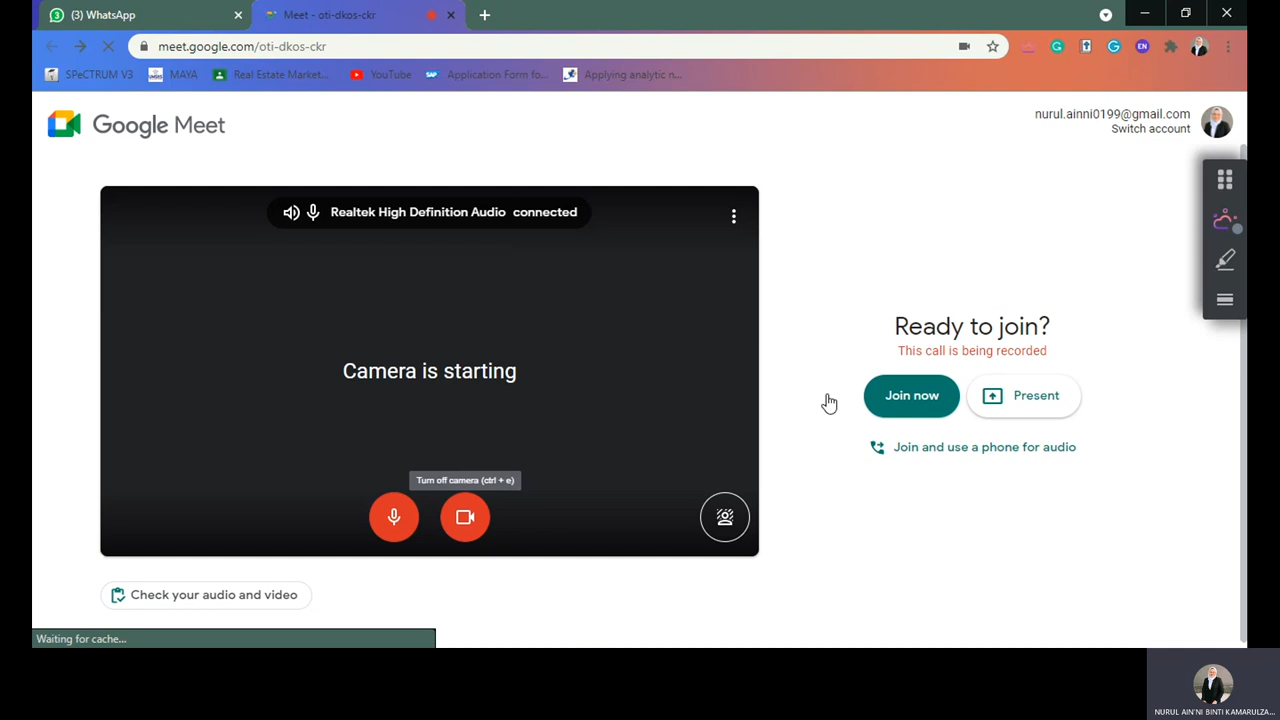 (3) WhatsApp
Meet - oti-dkos-ckr
meet.google.com/oti-dkos-ckr
EN
SPeCTRUM V3
MAYA
Real Estate Market...
YouTube
Application Form fo...
Applying analytic n...
Google Meet
nurul.ainni0199@gmail.com
Switch account
Realtek High Definition Audio connected
Camera is starting
Turn off camera (ctrl + e)
Ready to join?
This call is being recorded
Join now
Present
Join and use a phone for audio
Check your audio and video
Waiting for cache...
NURUL AIN'NI BINTI KAMARULZA...